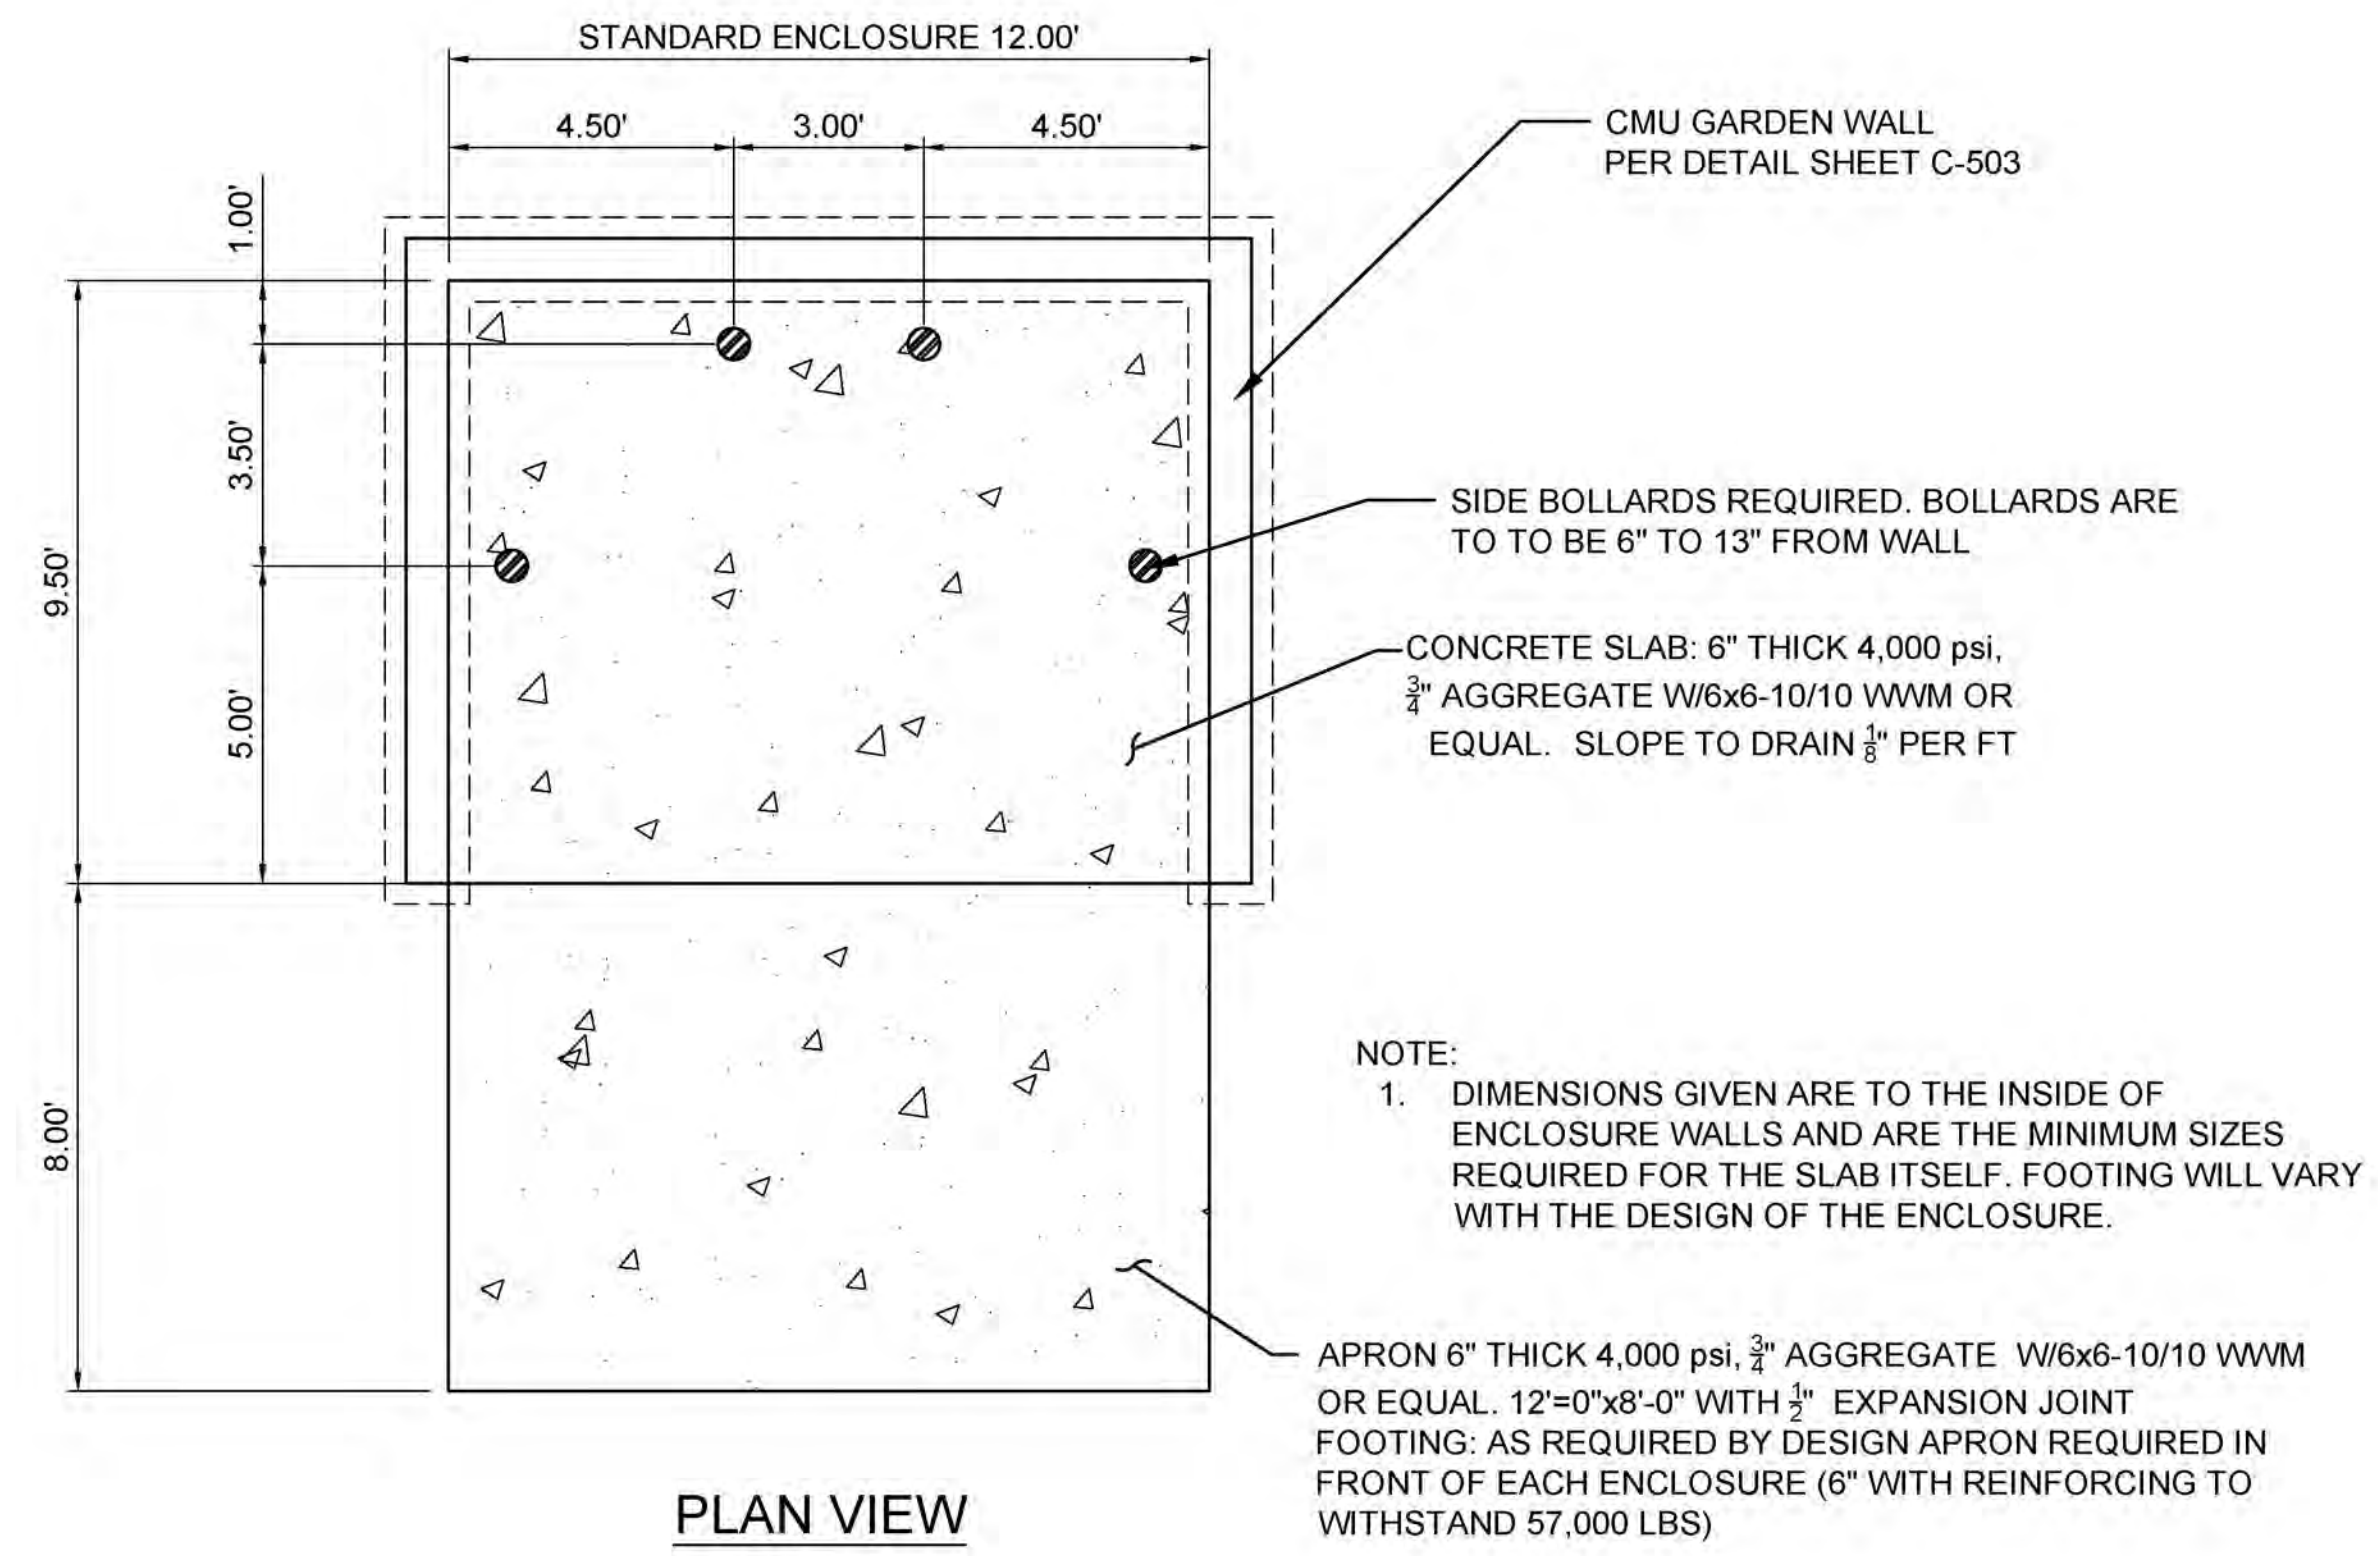 STANDARD ENCLOSURE 12.00'
4.50'
3.00'
4.50'
1.00'
3.50'
9.50'
5.00'
8.00'
CMU GARDEN WALL
PER DETAIL SHEET C-503
SIDE BOLLARDS REQUIRED. BOLLARDS ARE
TO TO BE 6" TO 13" FROM WALL
CONCRETE SLAB: 6" THICK 4,000 psi,
3/4" AGGREGATE W/6x6-10/10 WWM OR
EQUAL. SLOPE TO DRAIN 1/8" PER FT
NOTE:
1. DIMENSIONS GIVEN ARE TO THE INSIDE OF
ENCLOSURE WALLS AND ARE THE MINIMUM SIZES
REQUIRED FOR THE SLAB ITSELF. FOOTING WILL VARY
WITH THE DESIGN OF THE ENCLOSURE.
APRON 6" THICK 4,000 psi, 3/4" AGGREGATE W/6x6-10/10 WWM
OR EQUAL. 12'=0"x8'-0" WITH 1/2" EXPANSION JOINT
FOOTING: AS REQUIRED BY DESIGN APRON REQUIRED IN
FRONT OF EACH ENCLOSURE (6" WITH REINFORCING TO
WITHSTAND 57,000 LBS)
PLAN VIEW